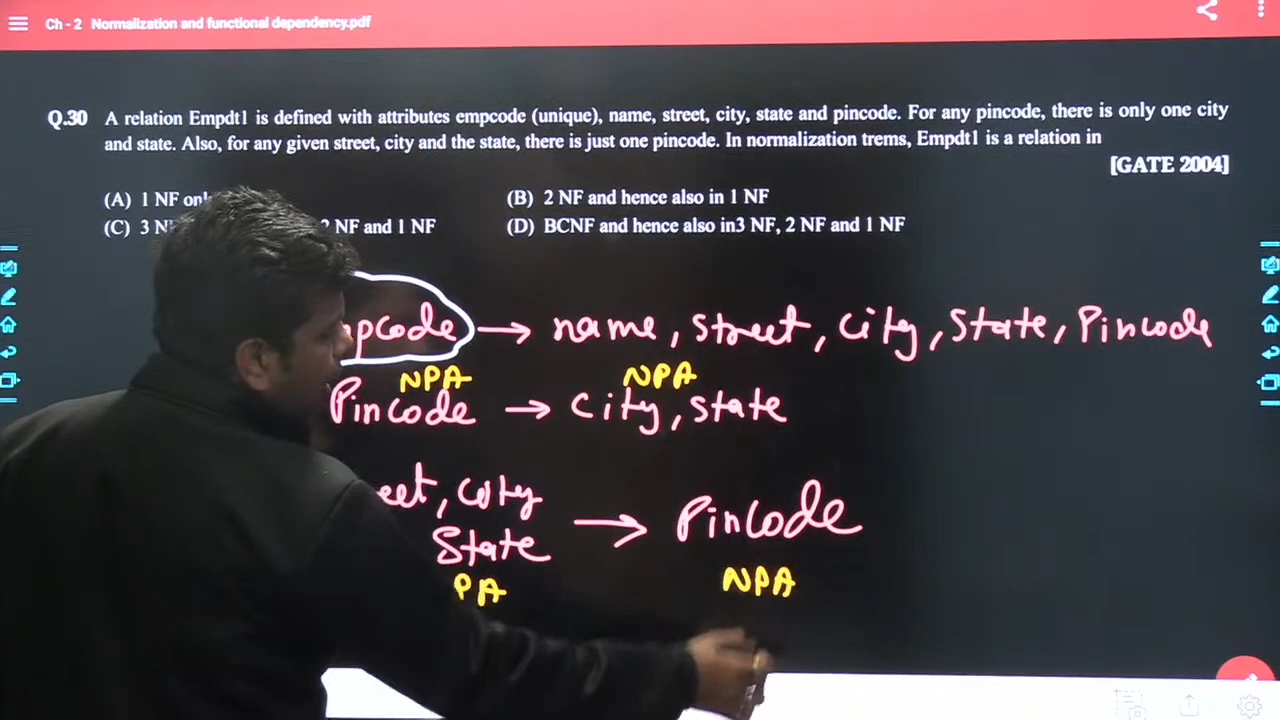 Ch - 2 Normalization and functional dependency.pdf
Q.30 A relation Empdt1 is defined with attributes empcode (unique), name, street, city, state and pincode. For any pincode, there is only one city
and state. Also, for any given street, city and the state, there is just one pincode. In normalization trems, Empdt1 is a relation in
[GATE 2004]
(A) 1 NF (B) 2 NF and hence also in 1 NF
(C) 2 NF and 1 NF (D) BCNF and hence also in3 NF, 2 NF and 1 NF
pcode → name, Street, City, State, Pincode
NPA NPA
Pincode → City, State
eet, City
State → Pincode
PA NPA